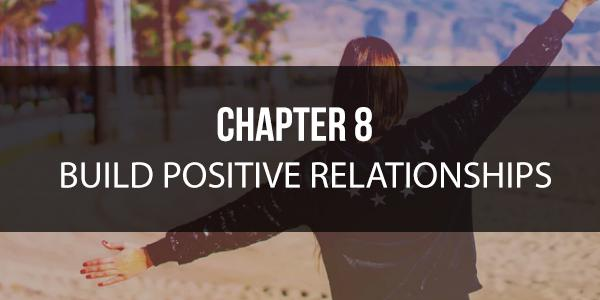 CHAPTER 8
BUILD POSITIVE RELATIONSHIPS